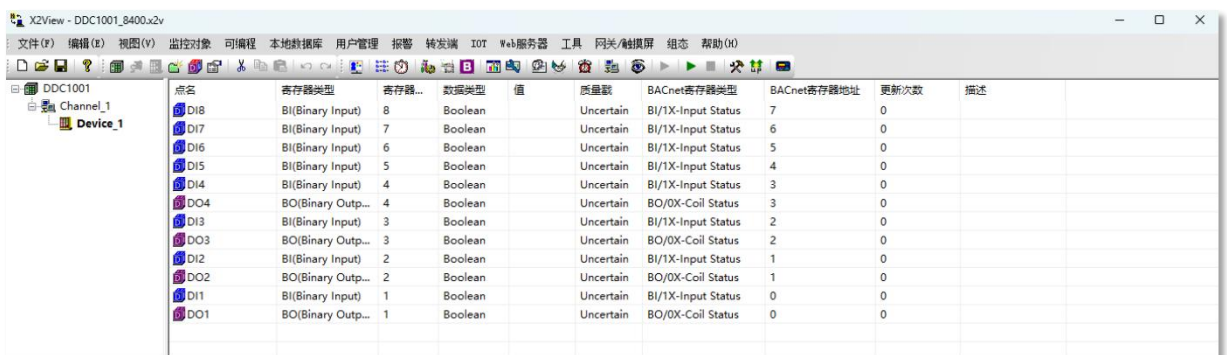 X2View - DDC1001_8400.x2v
文件(F) 编辑(E) 视图(V) 监控对象 可编程 本地数据库 用户管理 报警 转发端 IOT Web服务器 工具 网关/触摸屏 组态 帮助(H)
DDC1001
Channel_1
Device_1
点名 寄存器类型 寄存器... 数据类型 值 质量戳 BACnet寄存器类型 BACnet寄存器地址 更新次数 描述
DI8 BI(Binary Input) 8 Boolean Uncertain BI/1X-Input Status 7 0
DI7 BI(Binary Input) 7 Boolean Uncertain BI/1X-Input Status 6 0
DI6 BI(Binary Input) 6 Boolean Uncertain BI/1X-Input Status 5 0
DI5 BI(Binary Input) 5 Boolean Uncertain BI/1X-Input Status 4 0
DI4 BI(Binary Input) 4 Boolean Uncertain BI/1X-Input Status 3 0
DO4 BO(Binary Outp... 4 Boolean Uncertain BO/0X-Coil Status 3 0
DI3 BI(Binary Input) 3 Boolean Uncertain BI/1X-Input Status 2 0
DO3 BO(Binary Outp... 3 Boolean Uncertain BO/0X-Coil Status 2 0
DI2 BI(Binary Input) 2 Boolean Uncertain BI/1X-Input Status 1 0
DO2 BO(Binary Outp... 2 Boolean Uncertain BO/0X-Coil Status 1 0
DI1 BI(Binary Input) 1 Boolean Uncertain BI/1X-Input Status 0 0
DO1 BO(Binary Outp... 1 Boolean Uncertain BO/0X-Coil Status 0 0